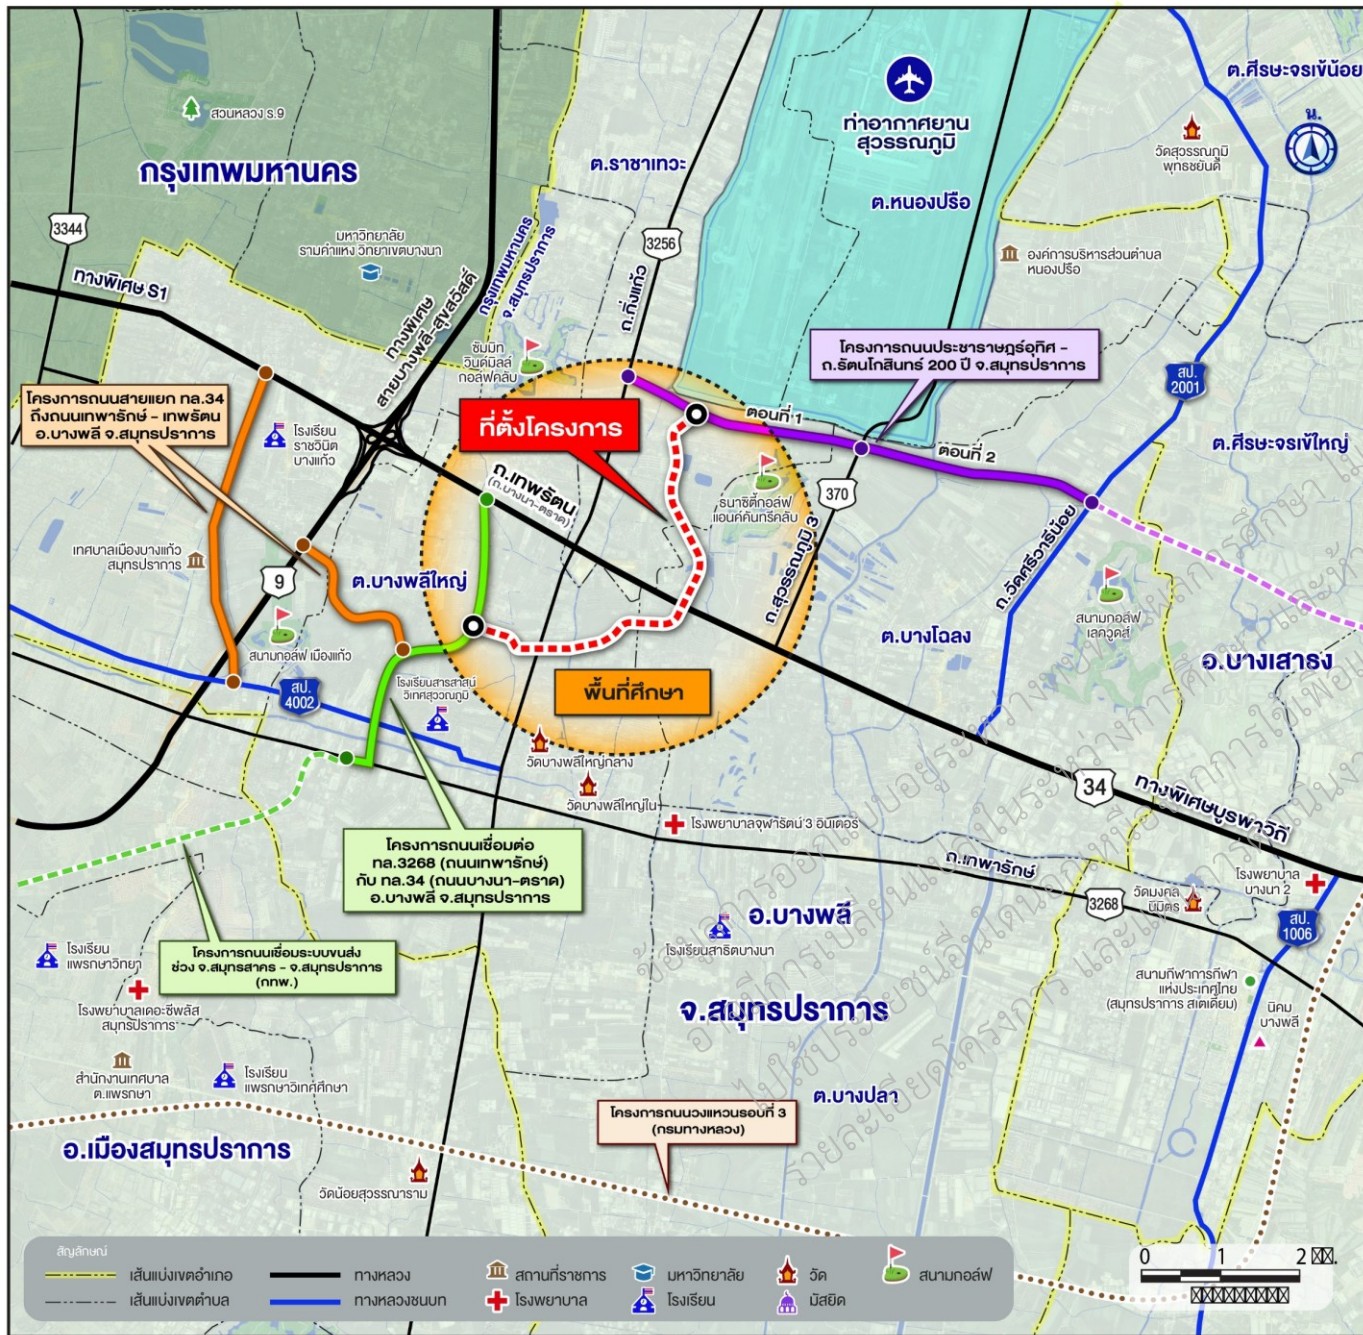 สวนหลวง ร.9
กรุงเทพมหานคร
3344
มหาวิทยาลัย
รามคำแหง วิทยาเขตบางนา
ทางพิเศษ S1
ทางพิเศษ
สายบางพลี-สุขสวัสดิ์
กรุงเทพมหานคร
จ.สมุทรปราการ
ต.ราชาเทวะ
3256
ถ.กิ่งแก้ว
ท่าอากาศยาน
สุวรรณภูมิ
ต.หนองปรือ
ต.ศีรษะจรเข้น้อย
น.
วัดสุวรรณภูมิ
พุทธชยันตี
องค์การบริหารส่วนตำบล
หนองปรือ
ซัมมิท
วินด์มิลล์
กอล์ฟคลับ
โครงการถนนประชาราษฎร์อุทิศ -
ถ.รัตนโกสินทร์ 200 ปี จ.สมุทรปราการ
สป.
2001
โครงการถนนสายแยก ทล.34
ถึงถนนเทพารักษ์ - เทพรัตน
อ.บางพลี จ.สมุทรปราการ
โรงเรียน
ราชวินิต
บางแก้ว
ที่ตั้งโครงการ
ตอนที่ 1
ตอนที่ 2
ต.ศีรษะจรเข้ใหญ่
ถ.เทพรัตน
(ถ.บางนา-ตราด)
ธนาซิตี้กอล์ฟ
แอนด์คันทรีคลับ
370
ถ.สุวรรณภูมิ 3
ถ.วัดศรีวารีน้อย
เทศบาลเมืองบางแก้ว
สมุทรปราการ
9
ต.บางพลีใหญ่
สนามกอล์ฟ เมืองแก้ว
สป.
4002
โรงเรียนสารสาสน์
วิเทศสุวรรณภูมิ
พื้นที่ศึกษา
ต.บางโฉลง
สนามกอล์ฟ
เลควูดส์
อ.บางเสาธง
วัดบางพลีใหญ่กลาง
วัดบางพลีใหญ่ใน
34
ทางพิเศษบูรพาวิถี
โรงพยาบาลจุฬารัตน์ 3 อินเตอร์
ถ.เทพารักษ์
โครงการถนนเชื่อมต่อ
ทล.3268 (ถนนเทพารักษ์)
กับ ทล.34 (ถนนบางนา-ตราด)
อ.บางพลี จ.สมุทรปราการ
โรงพยาบาล
บางนา 2
วัดมงคล
นิมิตร
3268
สป.
1006
อ.บางพลี
โรงเรียนสาธิตบางนา
โรงเรียน
แพรกษาวิทยา
โครงการถนนเชื่อมระบบขนส่ง
ช่วง จ.สมุทรสาคร - จ.สมุทรปราการ
(กทพ.)
โรงพยาบาลเดอะซีพลัส
สมุทรปราการ
สนามกีฬาการกีฬา
แห่งประเทศไทย
(สมุทรปราการ สเตเดี้ยม)
นิคม
บางพลี
จ.สมุทรปราการ
สำนักงานเทศบาล
ต.แพรกษา
โรงเรียน
แพรกษาวิเทศศึกษา
ต.บางปลา
โครงการถนนวงแหวนรอบที่ 3
(กรมทางหลวง)
อ.เมืองสมุทรปราการ
วัดน้อยสุวรรณาราม
สัญลักษณ์
เส้นแบ่งเขตอำเภอ
ทางหลวง
สถานที่ราชการ
มหาวิทยาลัย
วัด
สนามกอล์ฟ
เส้นแบ่งเขตตำบล
ทางหลวงชนบท
โรงพยาบาล
โรงเรียน
มัสยิด
0 1 2